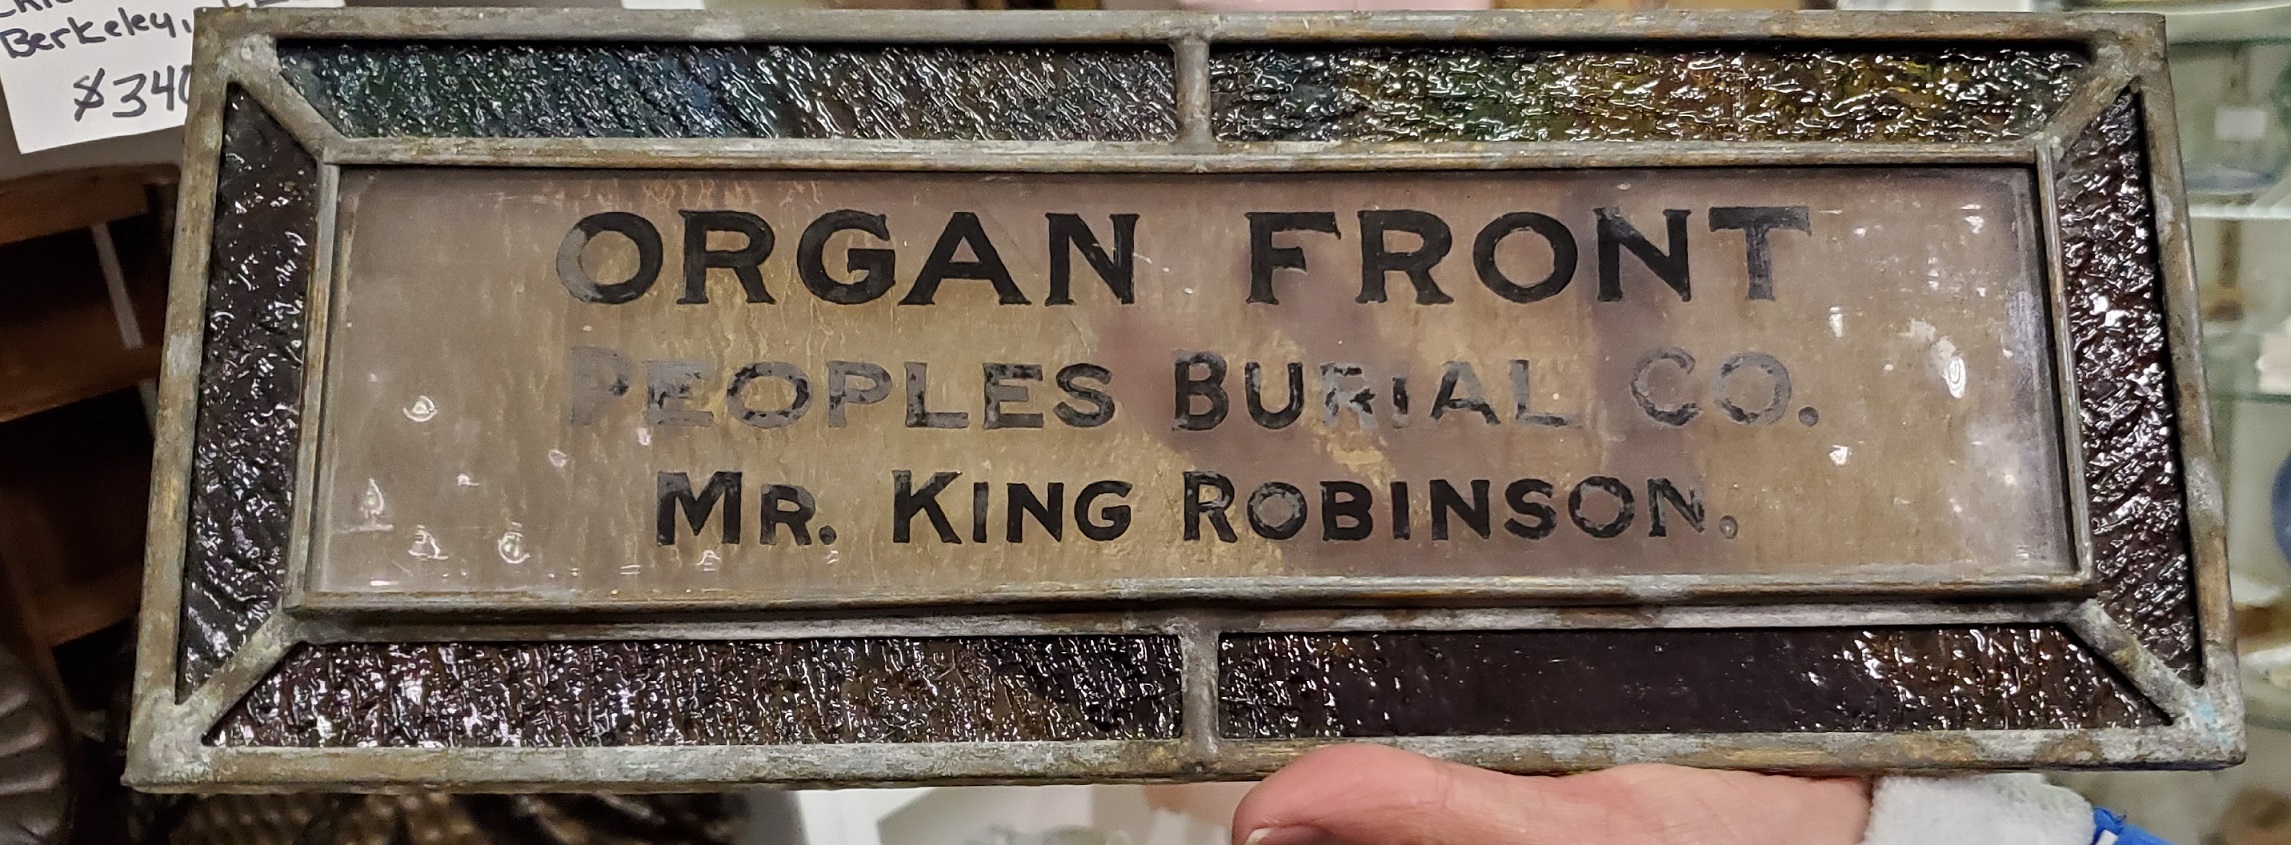 Berkeley,
$340
ORGAN FRONT
PEOPLES BURIAL CO.
MR. KING ROBINSON.